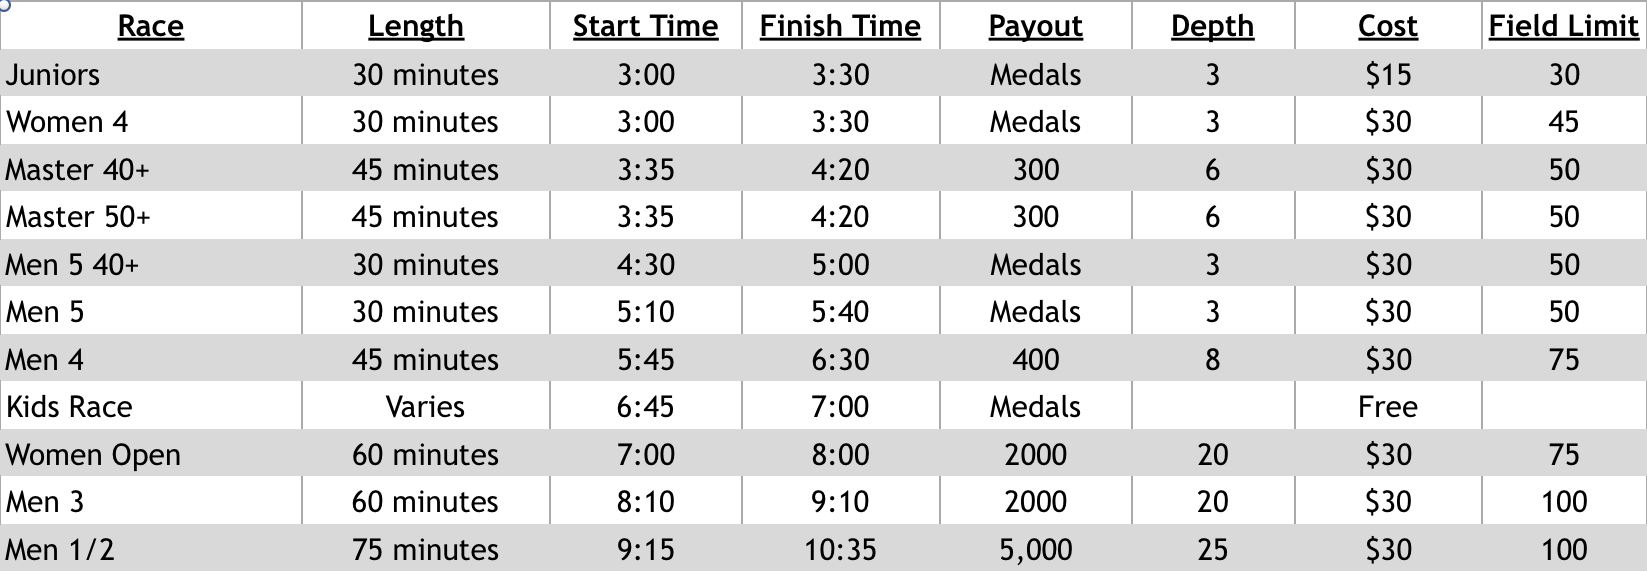 Race Length Start Time Finish Time Payout Depth Cost Field Limit
Juniors 30 minutes 3:00 3:30 Medals 3 $15 30
Women 4 30 minutes 3:00 3:30 Medals 3 $30 45
Master 40+ 45 minutes 3:35 4:20 300 6 $30 50
Master 50+ 45 minutes 3:35 4:20 300 6 $30 50
Men 5 40+ 30 minutes 4:30 5:00 Medals 3 $30 50
Men 5 30 minutes 5:10 5:40 Medals 3 $30 50
Men 4 45 minutes 5:45 6:30 400 8 $30 75
Kids Race Varies 6:45 7:00 Medals Free
Women Open 60 minutes 7:00 8:00 2000 20 $30 75
Men 3 60 minutes 8:10 9:10 2000 20 $30 100
Men 1/2 75 minutes 9:15 10:35 5,000 25 $30 100